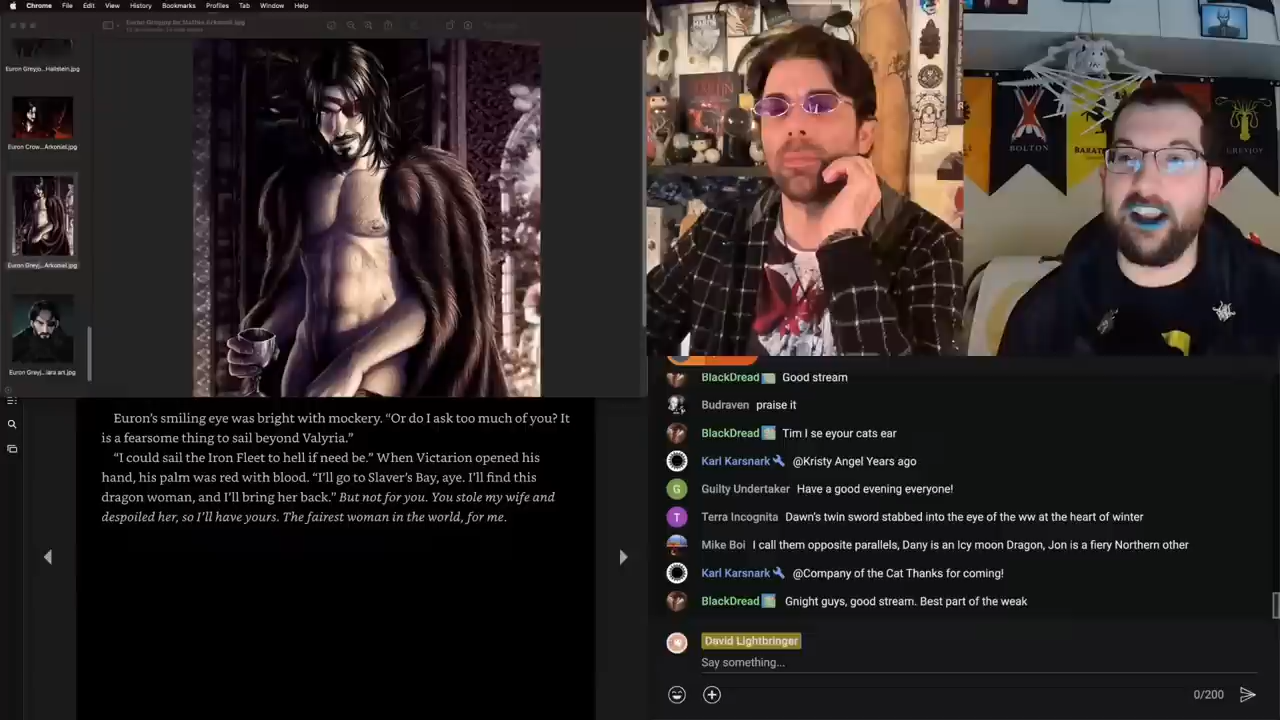 Chrome File Edit View History Bookmarks Profiles Tab Window Help
Euron Greyjo...Hallstein.jpg
Euron Crow...Arkoniel.jpg
Euron Greyj...Arkoniel.jpg
Euron Greyj...iara art.jpg
BOLTON
GREYJOY
Euron’s smiling eye was bright with mockery. “Or do I ask too much of you? It
is a fearsome thing to sail beyond Valyria.”
“I could sail the Iron Fleet to hell if need be.” When Victarion opened his
hand, his palm was red with blood. “I’ll go to Slaver’s Bay, aye. I’ll find this
dragon woman, and I’ll bring her back.” But not for you. You stole my wife and
despoiled her, so I’ll have yours. The fairest woman in the world, for me.
BlackDread Good stream
Budraven praise it
BlackDread Tim I se eyour cats ear
Karl Karsnark @Kristy Angel Years ago
Guilty Undertaker Have a good evening everyone!
Terra Incognita Dawn's twin sword stabbed into the eye of the ww at the heart of winter
Mike Boi I call them opposite parallels, Dany is an Icy moon Dragon, Jon is a fiery Northern other
Karl Karsnark @Company of the Cat Thanks for coming!
BlackDread Gnight guys, good stream. Best part of the weak
David Lightbringer
Say something...
0/200